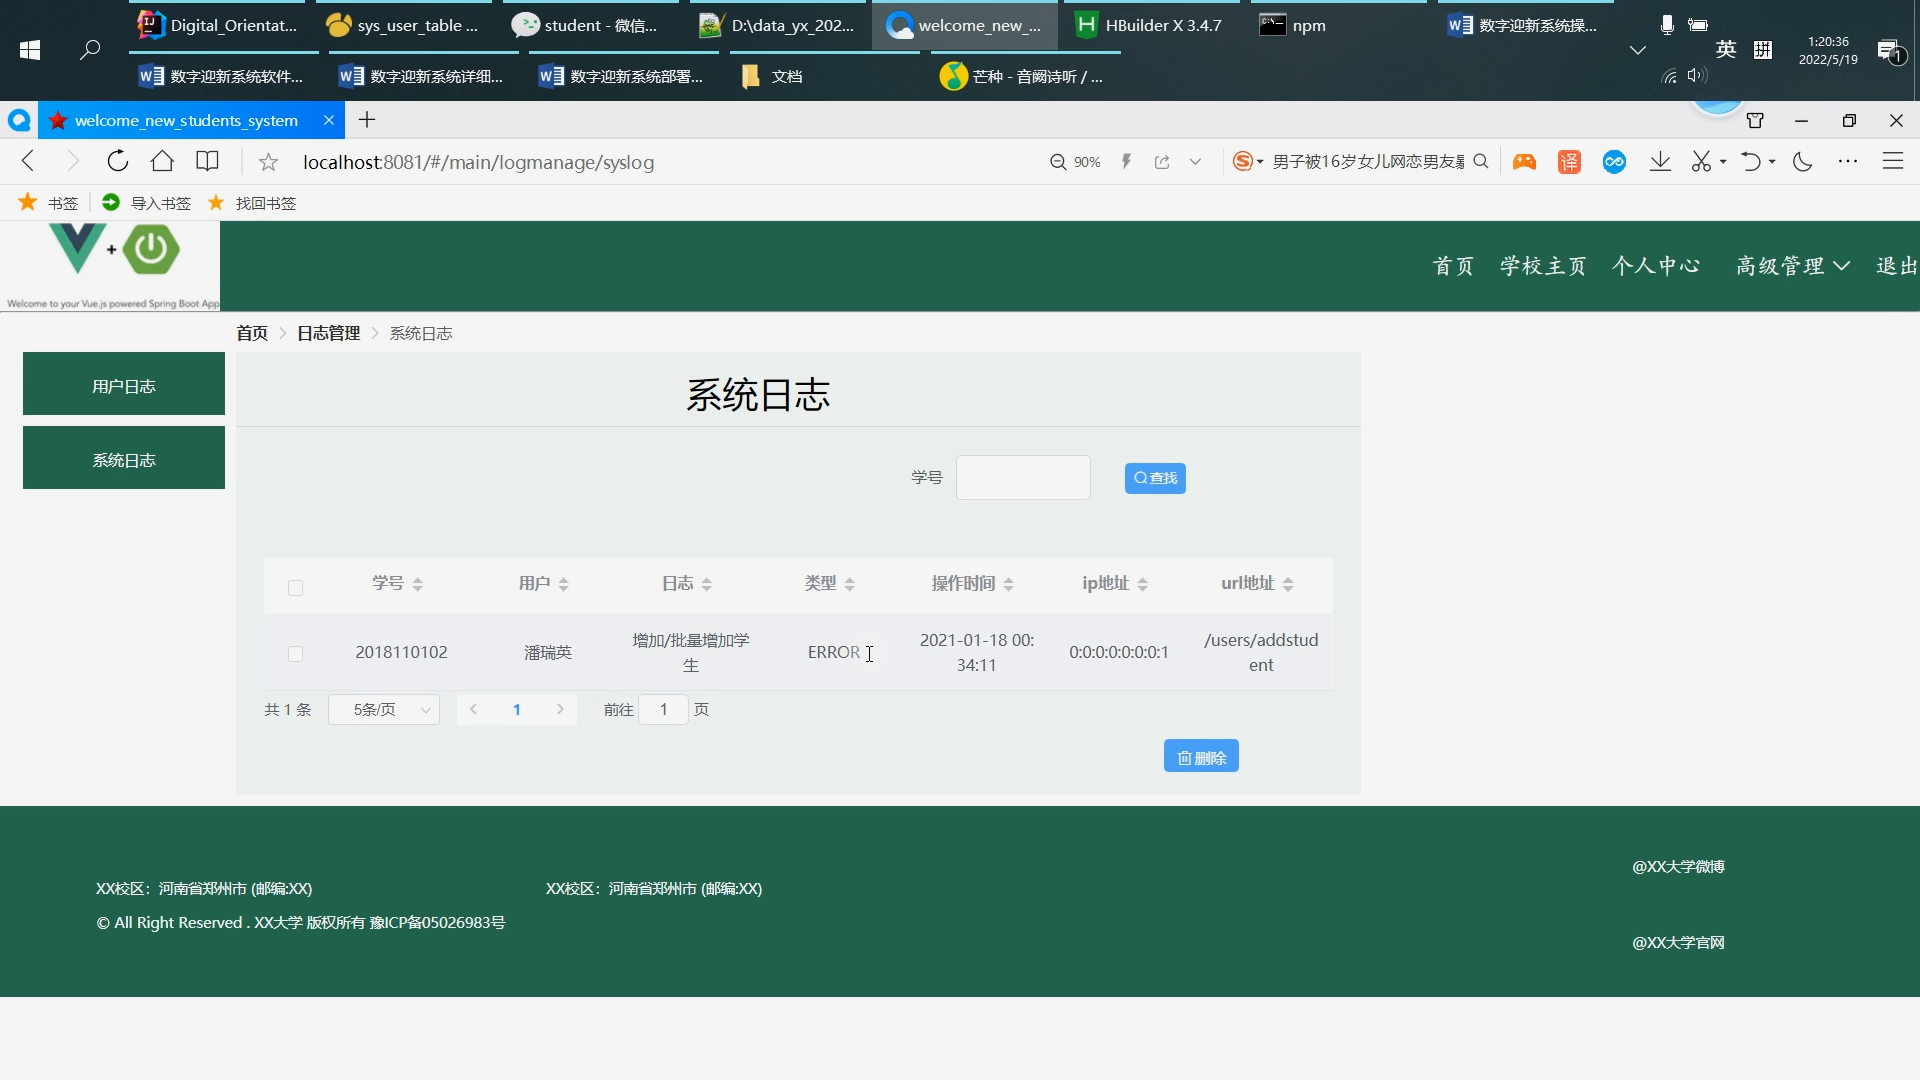 Digital_Orientat...
sys_user_table ...
student - 微信...
D:\data_yx_202...
welcome_new_...
HBuilder X 3.4.7
npm
数字迎新系统操...
英
拼
1:20:36
2022/5/19
1
数字迎新系统软件...
数字迎新系统详细...
数字迎新系统部署...
文档
芒种 - 音阙诗听 / ...
welcome_new_students_system
localhost:8081/#/main/logmanage/syslog
90%
男子被16岁女儿网恋男友
译
书签
导入书签
找回书签
Welcome to your Vue.js powered Spring Boot App
首页
学校主页
个人中心
高级管理
退出
首页
日志管理
系统日志
用户日志
系统日志
系统日志
学号
查找
学号
用户
日志
类型
操作时间
ip地址
url地址
2018110102
潘瑞英
增加/批量增加学
生
ERROR
2021-01-18 00:
34:11
0:0:0:0:0:0:0:1
/users/addstud
ent
共 1 条
5条/页
1
前往
1
页
删除
XX校区：河南省郑州市 (邮编:XX)
XX校区：河南省郑州市 (邮编:XX)
© All Right Reserved . XX大学 版权所有 豫ICP备05026983号
@XX大学微博
@XX大学官网